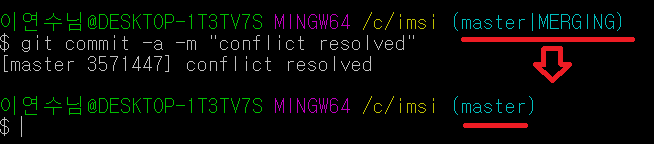 이연수님@DESKTOP-1T3TV7S MINGW64 /c/imsi (master|MERGING)
$ git commit -a -m "conflict resolved"
[master 3571447] conflict resolved
이연수님@DESKTOP-1T3TV7S MINGW64 /c/imsi (master)
$